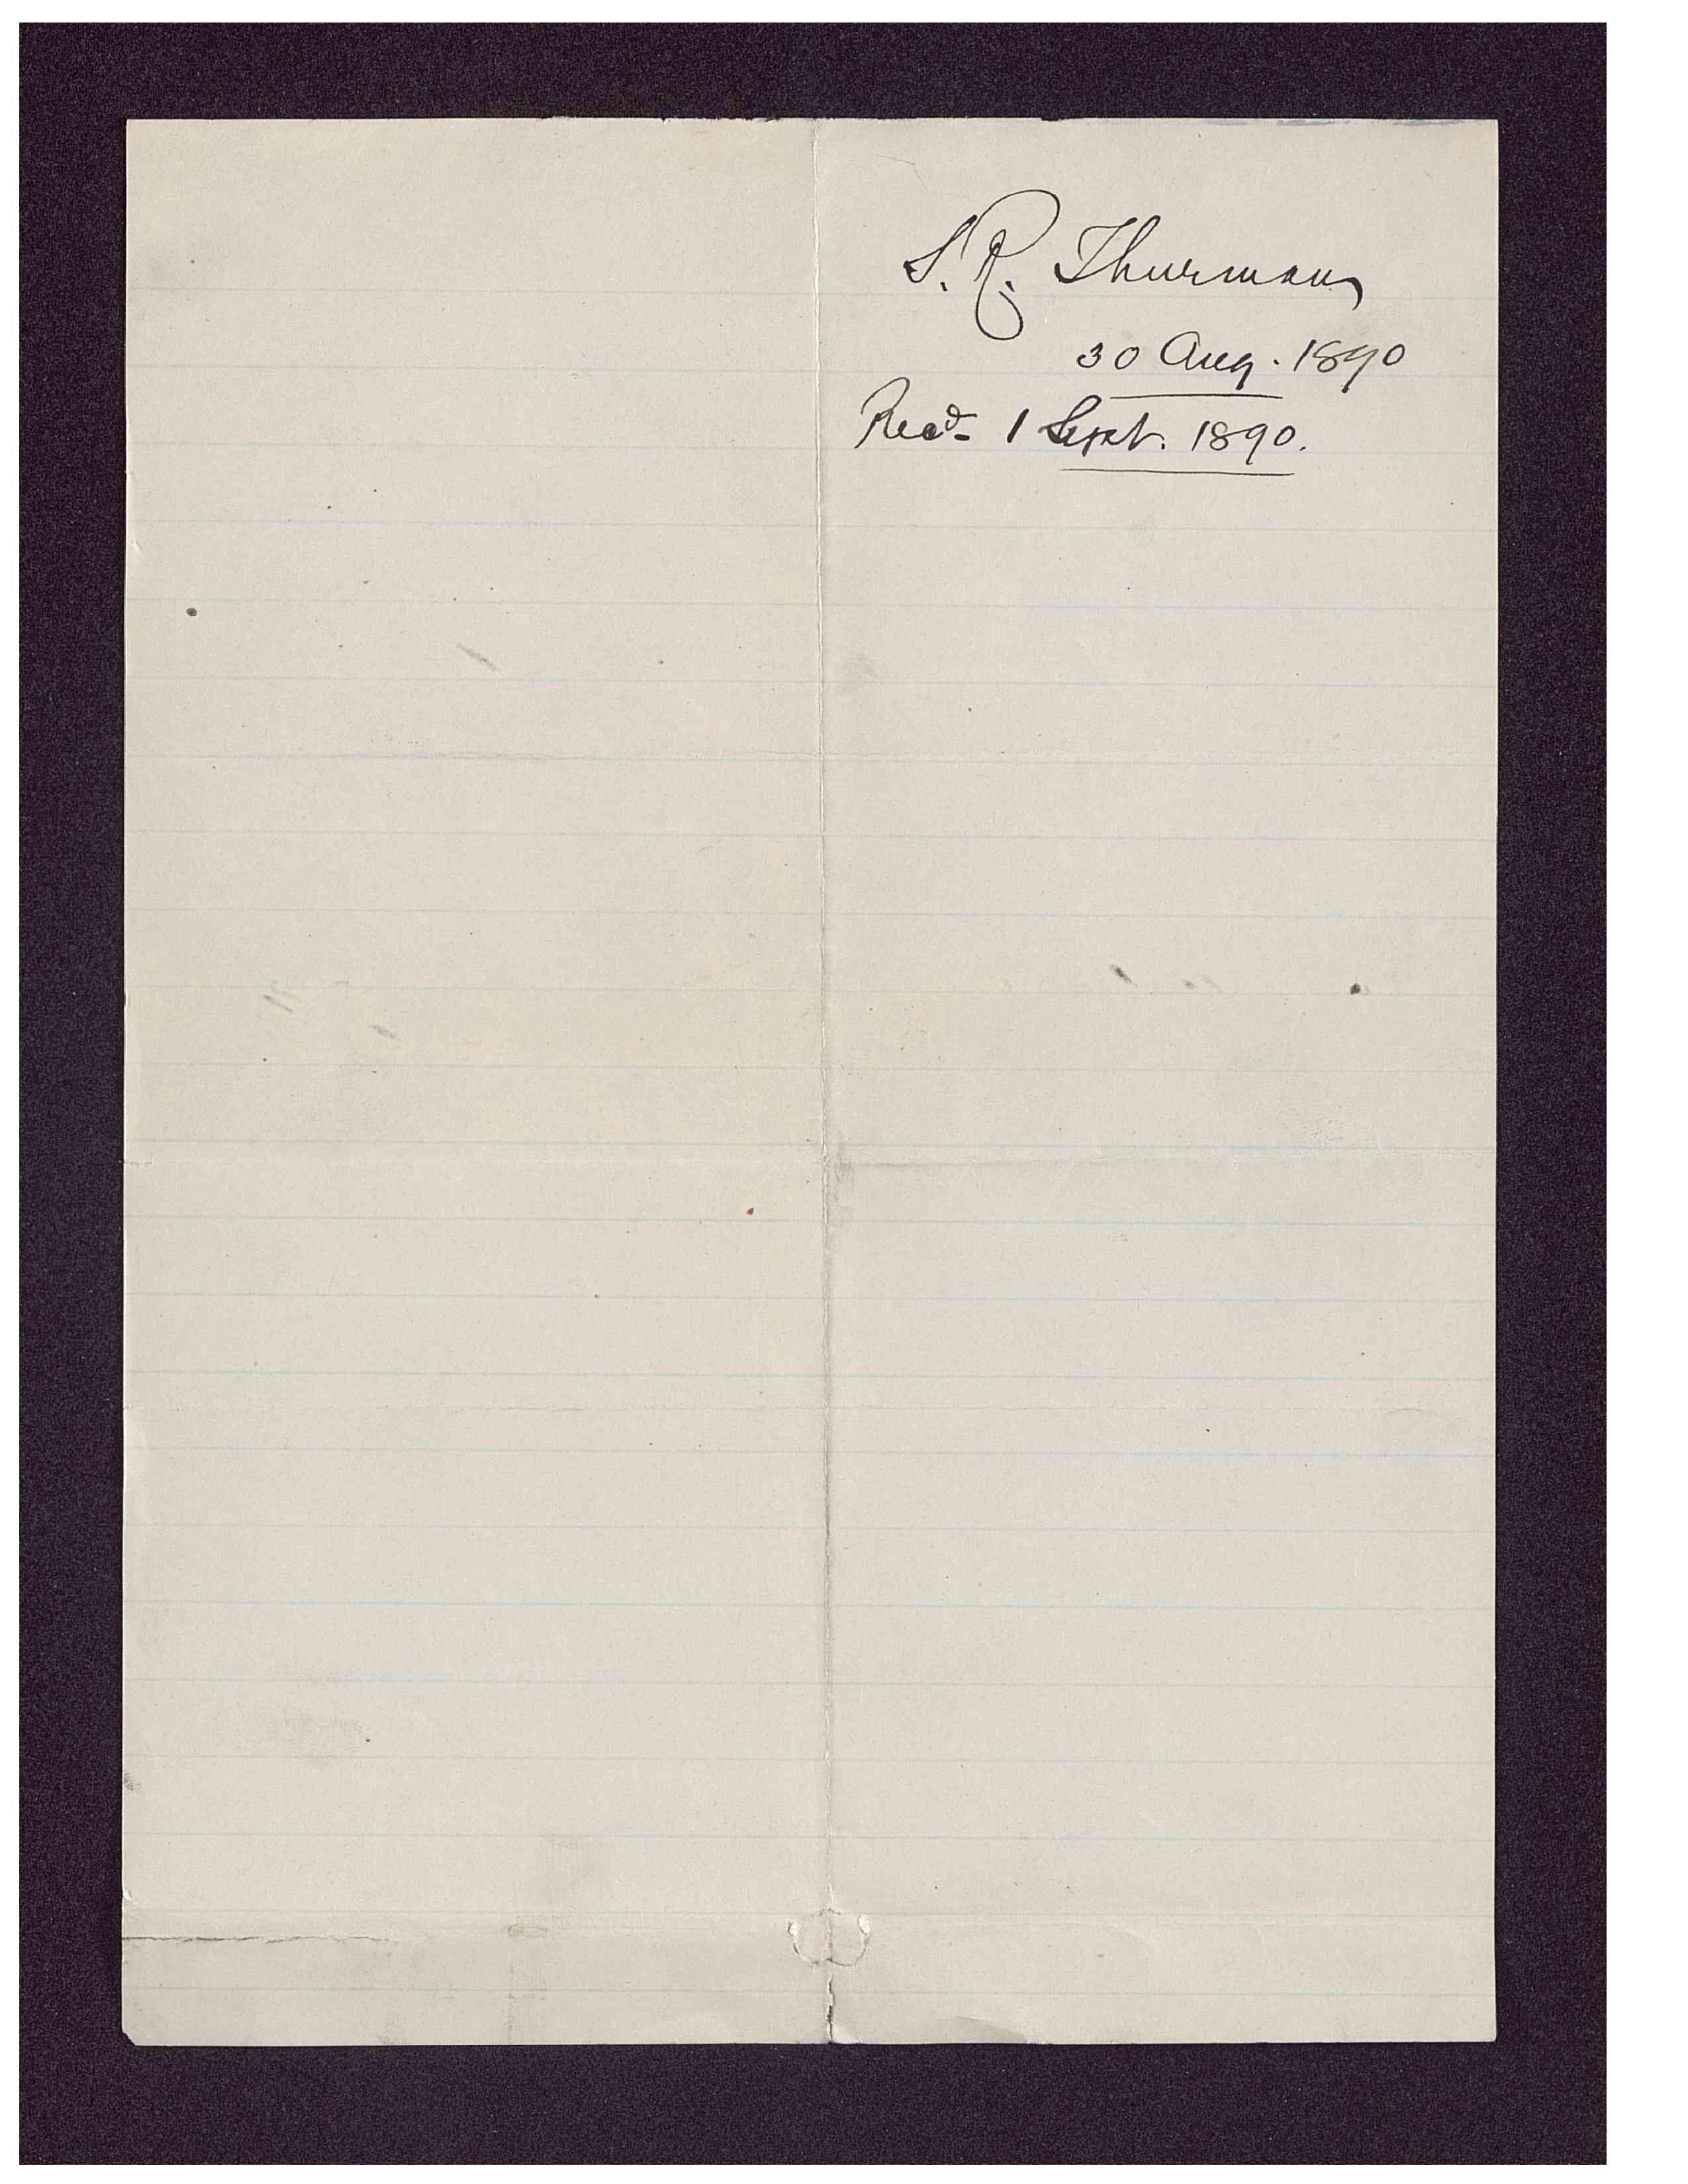 S. R. Thurman
30 Aug. 1890
Recd. 1 Sept. 1890.